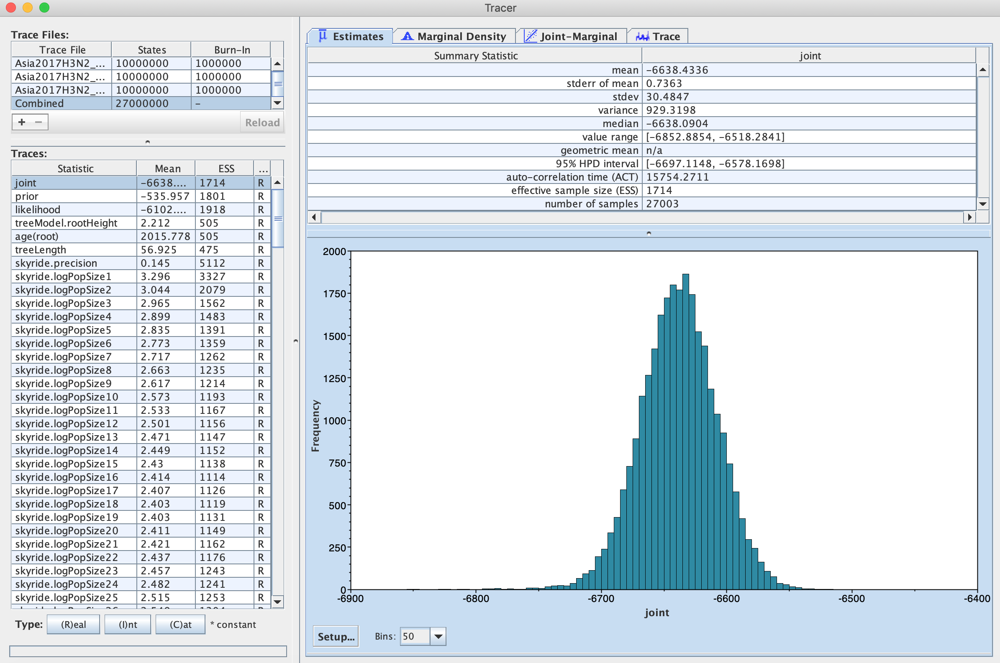 Tracer
Trace Files:
Trace File States Burn-In
Asia2017H3N2_... 10000000 1000000
Asia2017H3N2_... 10000000 1000000
Asia2017H3N2_... 10000000 1000000
Combined 27000000 -
+ - Reload
Traces:
Statistic Mean ESS ...
joint -6638.... 1714 R
prior -535.957 1801 R
likelihood -6102.... 1918 R
treeModel.rootHeight 2.212 505 R
age(root) 2015.778 505 R
treeLength 56.925 475 R
skyride.precision 0.145 5112 R
skyride.logPopSize1 3.296 3327 R
skyride.logPopSize2 3.044 2079 R
skyride.logPopSize3 2.965 1562 R
skyride.logPopSize4 2.899 1483 R
skyride.logPopSize5 2.835 1391 R
skyride.logPopSize6 2.773 1359 R
skyride.logPopSize7 2.717 1262 R
skyride.logPopSize8 2.663 1235 R
skyride.logPopSize9 2.617 1214 R
skyride.logPopSize10 2.573 1193 R
skyride.logPopSize11 2.533 1167 R
skyride.logPopSize12 2.501 1156 R
skyride.logPopSize13 2.471 1147 R
skyride.logPopSize14 2.449 1152 R
skyride.logPopSize15 2.43 1138 R
skyride.logPopSize16 2.414 1114 R
skyride.logPopSize17 2.407 1126 R
skyride.logPopSize18 2.403 1119 R
skyride.logPopSize19 2.403 1131 R
skyride.logPopSize20 2.411 1149 R
skyride.logPopSize21 2.421 1162 R
skyride.logPopSize22 2.437 1176 R
skyride.logPopSize23 2.457 1243 R
skyride.logPopSize24 2.482 1241 R
skyride.logPopSize25 2.515 1253 R
Type: (R)eal (I)nt (C)at * constant
Estimates Marginal Density Joint-Marginal Trace
Summary Statistic joint
mean -6638.4336
stderr of mean 0.7363
stdev 30.4847
variance 929.3198
median -6638.0904
value range [-6852.8854, -6518.2841]
geometric mean n/a
95% HPD interval [-6697.1148, -6578.1698]
auto-correlation time (ACT) 15754.2711
effective sample size (ESS) 1714
number of samples 27003
2000
1750
1500
1250
1000
750
500
250
0
Frequency
-6900 -6800 -6700 -6600 -6500 -6400
joint
Setup... Bins: 50